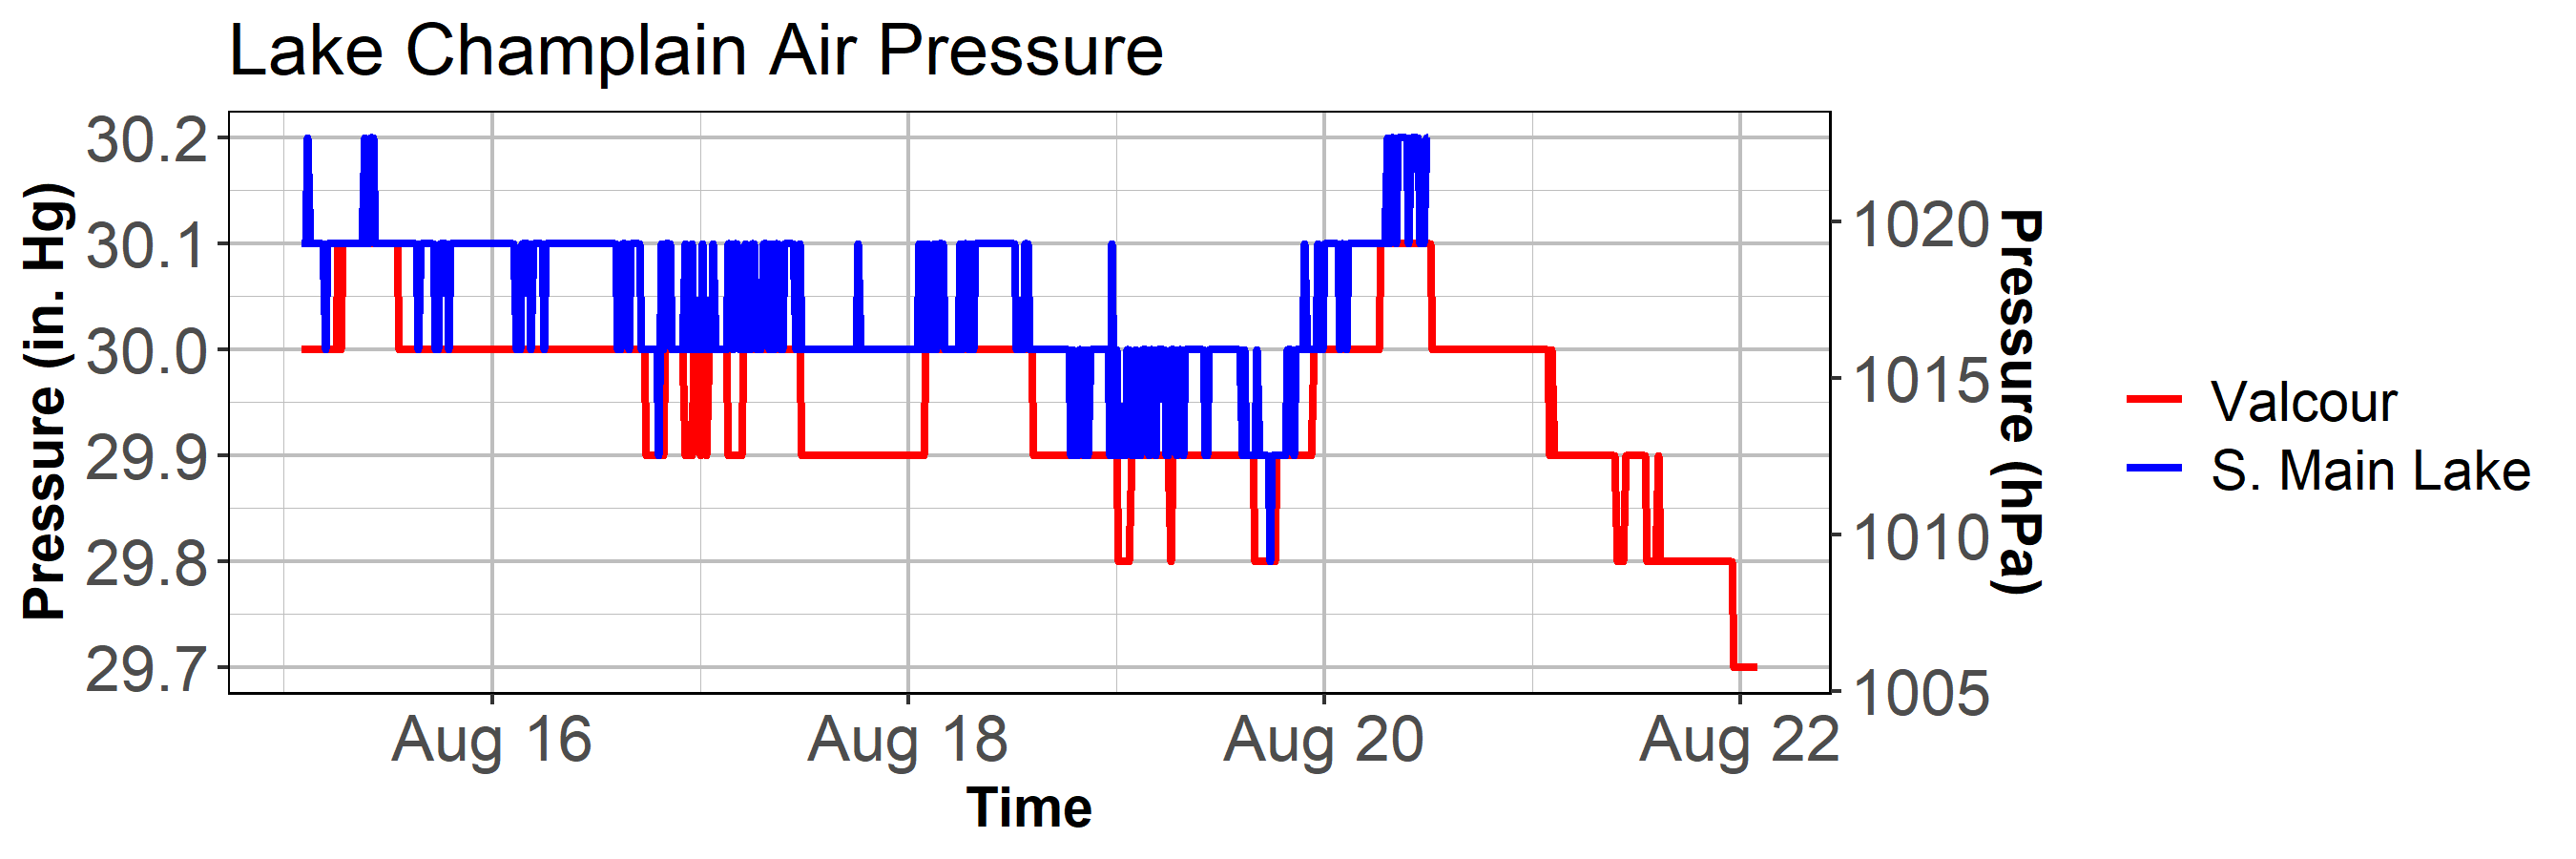 Lake Champlain Air Pressure
Pressure (in. Hg)
30.2
30.1
30.0
29.9
29.8
29.7
1020
1015
1010
1005
Pressure (hPa)
Aug 16 Aug 18 Aug 20 Aug 22
Time
Valcour
S. Main Lake